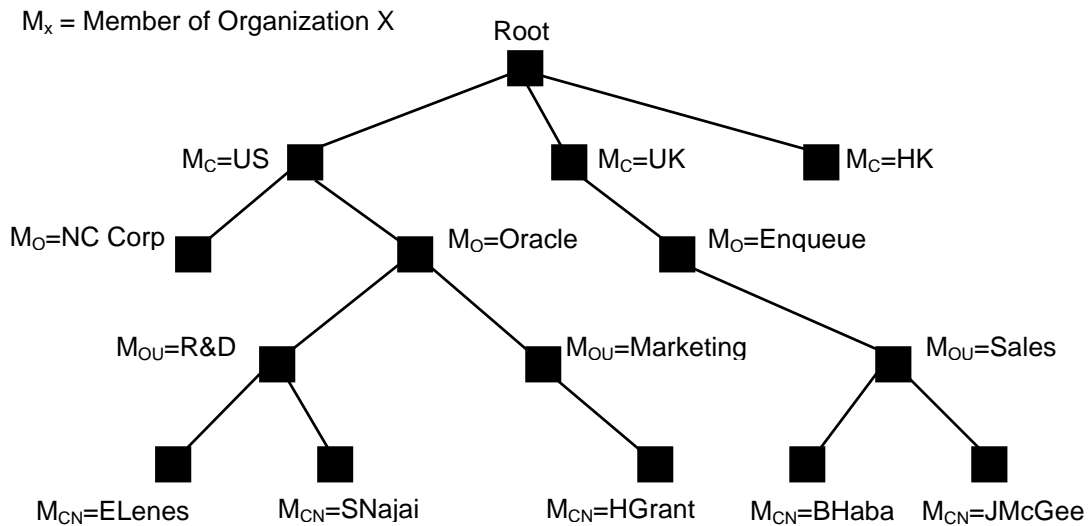 Mx = Member of Organization X
Root
MC=US
MC=UK
MC=HK
MO=NC Corp
MO=Oracle
MO=Enqueue
MOU=R&D
MOU=Marketing
MOU=Sales
MCN=ELenes
MCN=SNajai
MCN=HGrant
MCN=BHaba
MCN=JMcGee